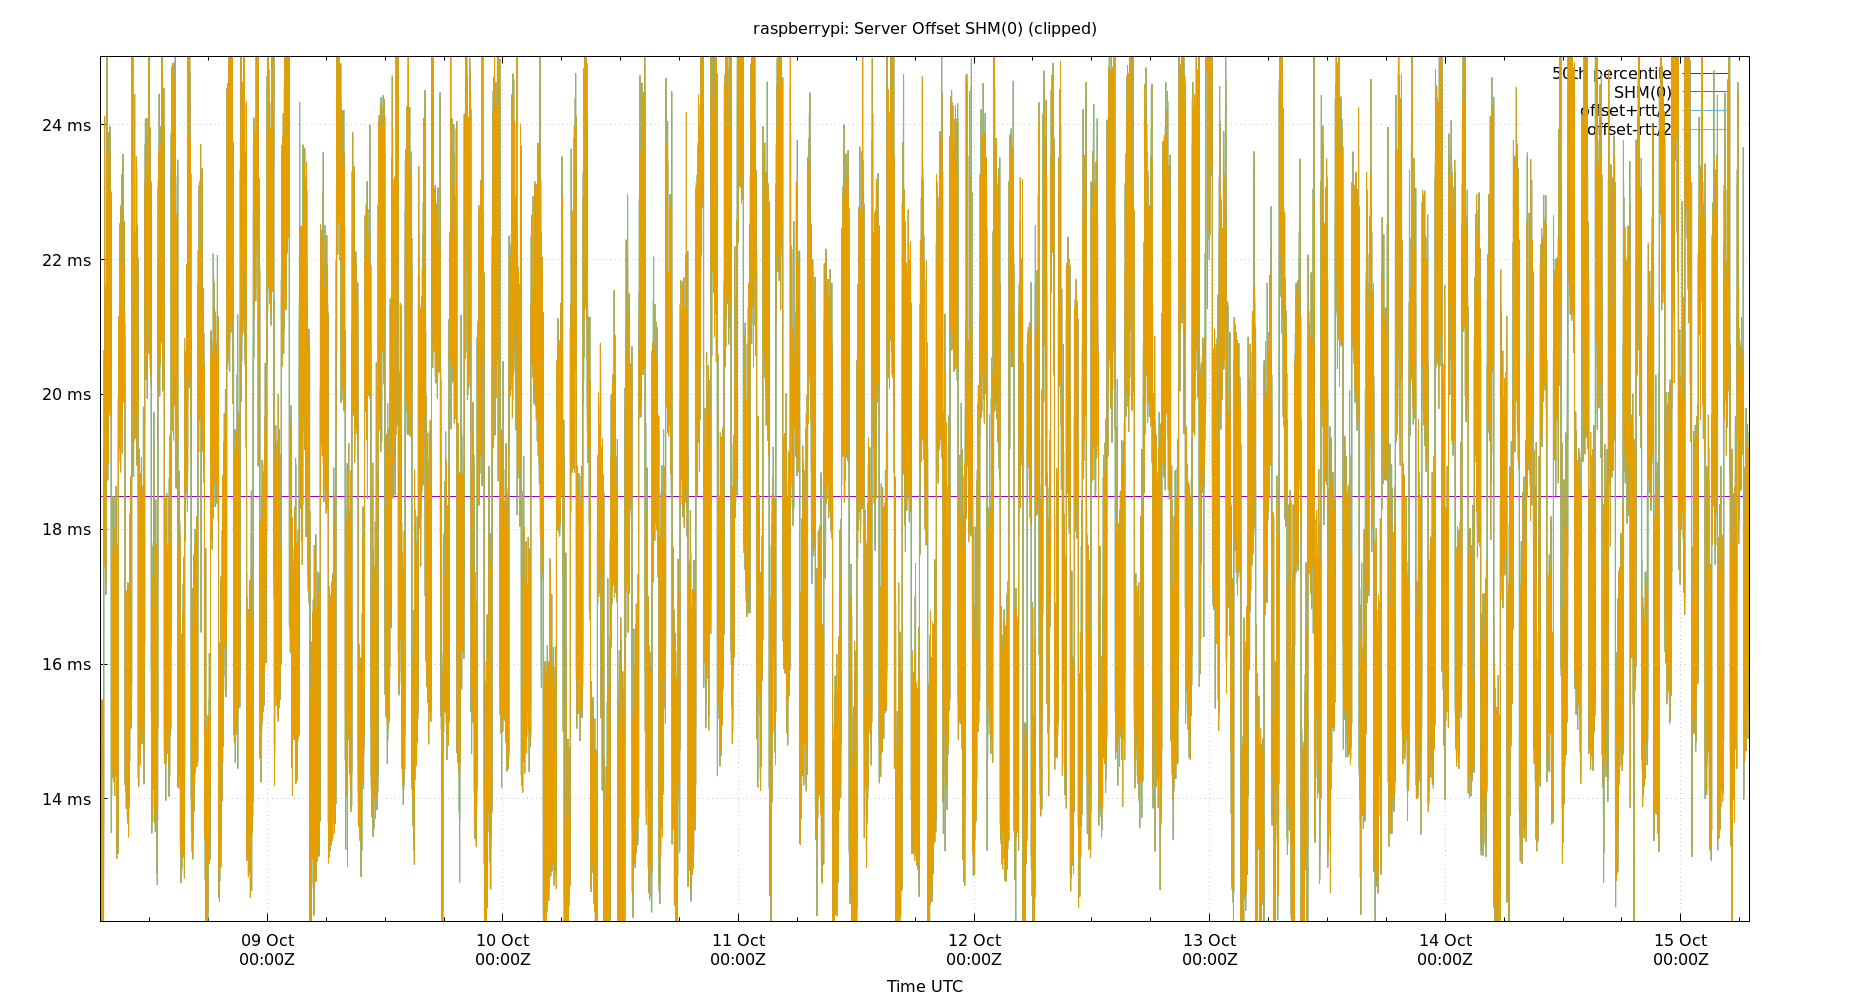 raspberrypi: Server Offset SHM(0) (clipped)
50th percentile
SHM(0)
offset+rtt/2
offset-rtt/2
24 ms
22 ms
20 ms
18 ms
16 ms
14 ms
09 Oct 10 Oct 11 Oct 12 Oct 13 Oct 14 Oct 15 Oct
00:00Z 00:00Z 00:00Z 00:00Z 00:00Z 00:00Z 00:00Z
Time UTC